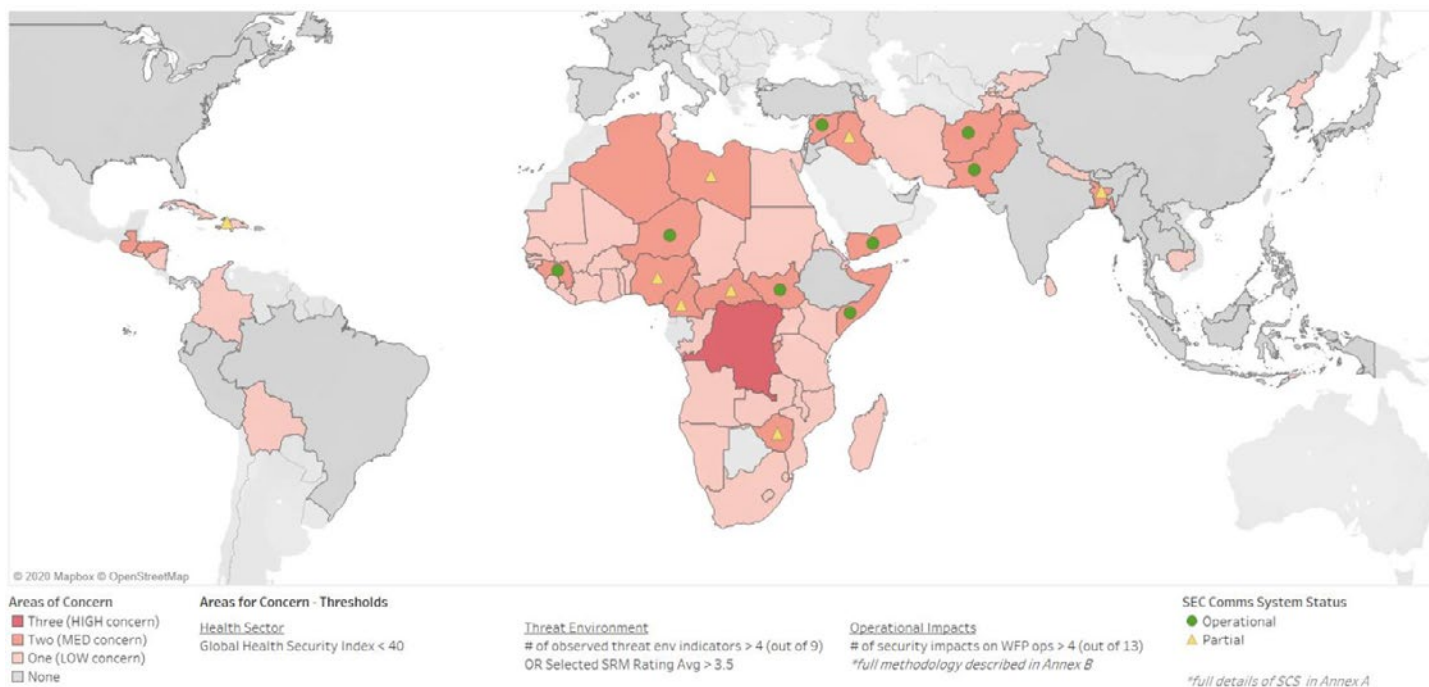 © 2020 Mapbox © OpenStreetMap
Areas of Concern
Three (HIGH concern)
Two (MED concern)
One (LOW concern)
None
Areas for Concern - Thresholds
Health Sector
Global Health Security Index < 40
Threat Environment
# of observed threat env indicators > 4 (out of 9)
OR Selected SRM Rating Avg > 3.5
Operational Impacts
# of security impacts on WFP ops > 4 (out of 13)
*full methodology described in Annex B
SEC Comms System Status
Operational
Partial
*full details of SCS in Annex A